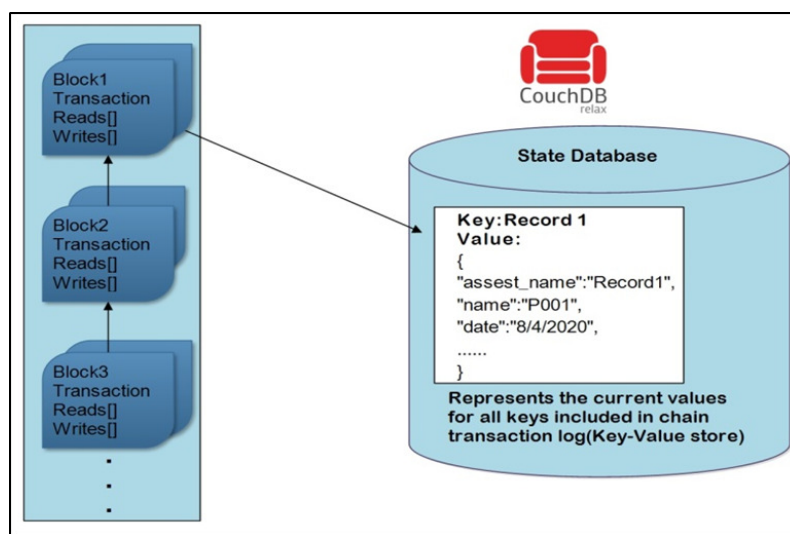 Block1
Transaction
Reads[]
Writes[]
Block2
Transaction
Reads[]
Writes[]
Block3
Transaction
Reads[]
Writes[]
CouchDB
relax
State Database
Key:Record 1
Value:
{
"assest_name":"Record1",
"name":"P001",
"date":"8/4/2020",
......
}
Represents the current values
for all keys included in chain
transaction log(Key-Value store)